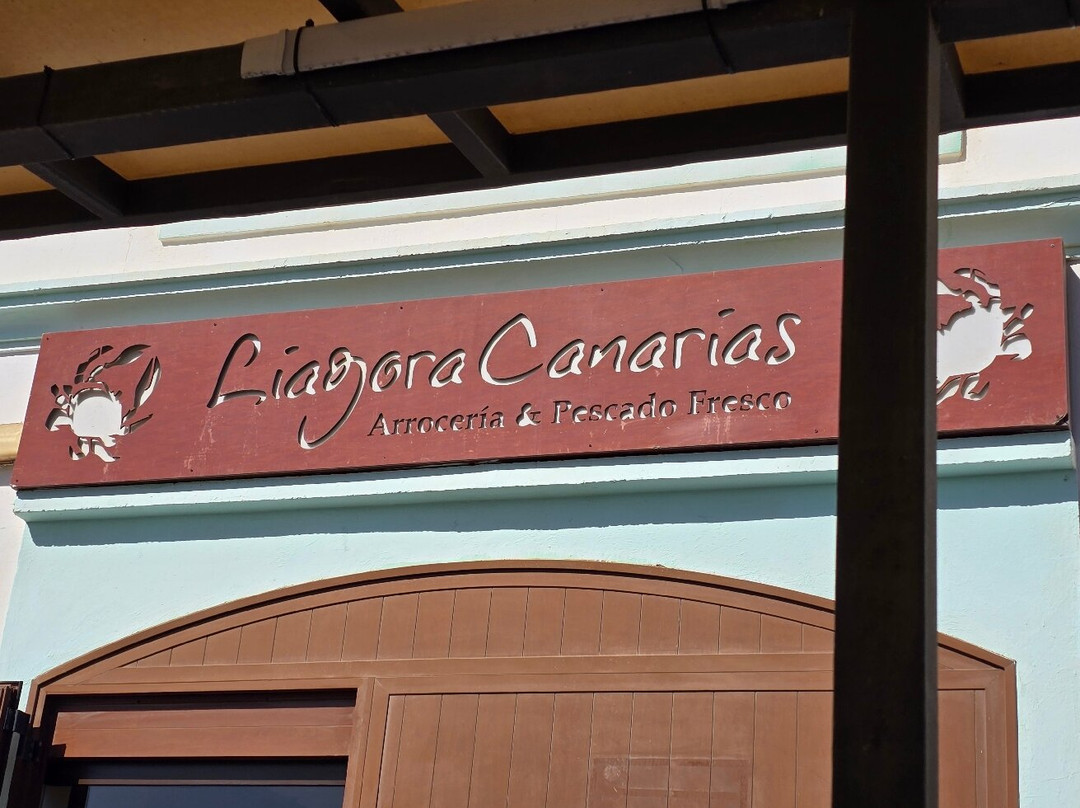 Liagora Canarias
Arrocería & Pescado Fresco